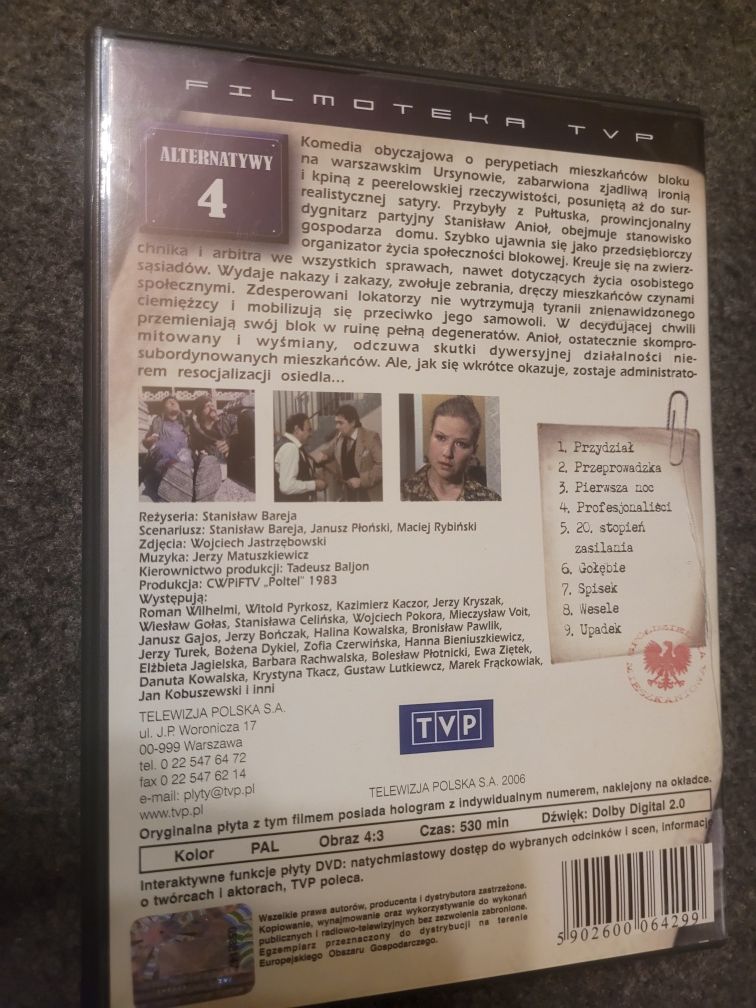 FILMOTEKA TVP
ALTERNATYWY
4
Komedia obyczajowa o perypetiach mieszkańców bloku
na warszawskim Ursynowie, zabarwiona zjadliwą ironią
i kpiną z peerelowskiej rzeczywistości, posuniętą aż do sur-
realistycznej satyry. Przybyły z Pułtuska, prowincjonalny
dygnitarz partyjny Stanisław Anioł, obejmuje stanowisko
gospodarza domu. Szybko ujawnia się jako przedsiębiorczy
organizator życia społeczności blokowej. Kreuje się na zwierz-
chnika i arbitra we wszystkich sprawach, nawet dotyczących życia osobistego
sąsiadów. Wydaje nakazy i zakazy, zwołuje zebrania, dręczy mieszkańców czynami
społecznymi. Zdesperowani lokatorzy nie wytrzymują tyranii znienawidzonego
ciemiężzcy i mobilizują się przeciwko jego samowoli. W decydującej chwili
przemieniają swój blok w ruinę pełną degeneratów. Anioł, ostatecznie skompro-
mitowany i wyśmiany, odczuwa skutki dywersyjnej działalności nie-
subordynowanych mieszkańców. Ale, jak się wkrótce okazuje, zostaje administrato-
rem resocjalizacji osiedla...
1. Przydział
2. Przeprowadzka
3. Pierwsza noc
4. Profesjonaliści
5. 20. stopień
zasilania
6. Gołębie
7. Spisek
8. Wesele
9. Upadek
Reżyseria: Stanisław Bareja
Scenariusz: Stanisław Bareja, Janusz Płoński, Maciej Rybiński
Zdjęcia: Wojciech Jastrzębowski
Muzyka: Jerzy Matuszkiewicz
Kierownictwo produkcji: Tadeusz Baljon
Produkcja: CWPiFTV „Poltel" 1983
Występują:
Roman Wilhelmi, Witold Pyrkosz, Kazimierz Kaczor, Jerzy Kryszak,
Wiesław Gołas, Stanisława Celińska, Wojciech Pokora, Mieczysław Voit,
Janusz Gajos, Jerzy Bończak, Halina Kowalska, Bronisław Pawlik,
Jerzy Turek, Bożena Dykiel, Zofia Czerwińska, Hanna Bieniuszkiewicz,
Elżbieta Jagielska, Barbara Rachwalska, Bolesław Płotnicki, Ewa Ziętek,
Danuta Kowalska, Krystyna Tkacz, Gustaw Lutkiewcz, Marek Frąckowiak,
Jan Kobuszewski i inni
TELEWIZJA POLSKA S.A.
ul. J.P. Woronicza 17
00-999 Warszawa
tel. 0 22 547 64 72
fax 0 22 547 62 14
e-mail: plyty@tvp.pl
www.tvp.pl
TVP
TELEWIZJA POLSKA S.A. 2006
Oryginalna płyta z tym filmem posiada hologram z indywidualnym numerem, naklejony na okładce.
Kolor PAL Obraz 4:3 Czas: 530 min Dźwięk: Dolby Digital 2.0
Interaktywne funkcje płyty DVD: natychmiastowy dostęp do wybranych odcinków i scen, informacje
o twórcach i aktorach, TVP poleca.
Wszelkie prawa autorów, producenta i dystrybutora zastrzeżone.
Kopiowanie, wynajmowanie oraz wykorzystywanie do wykonań
publicznych i radiowo-telewizyjnych bez zezwolenia zabronione.
Egzemplarz przeznaczony do dystrybucji na terenie
Europejskiego Obszaru Gospodarczego.
TVP
5 902600 064299